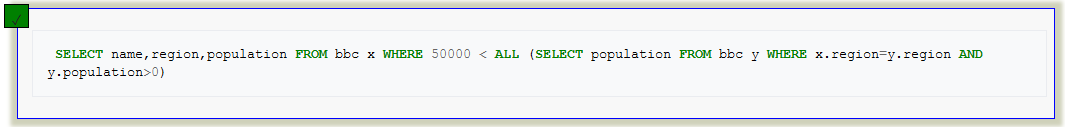 ✓
SELECT name,region,population FROM bbc x WHERE 50000 < ALL (SELECT population FROM bbc y WHERE x.region=y.region AND
y.population>0)